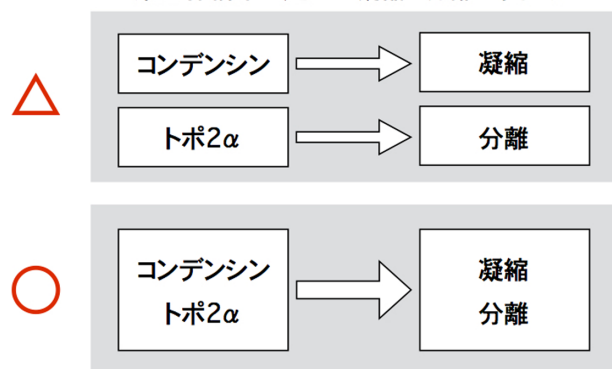 コンデンシン
凝縮
トポ2α
分離
コンデンシン
トポ2α
凝縮
分離